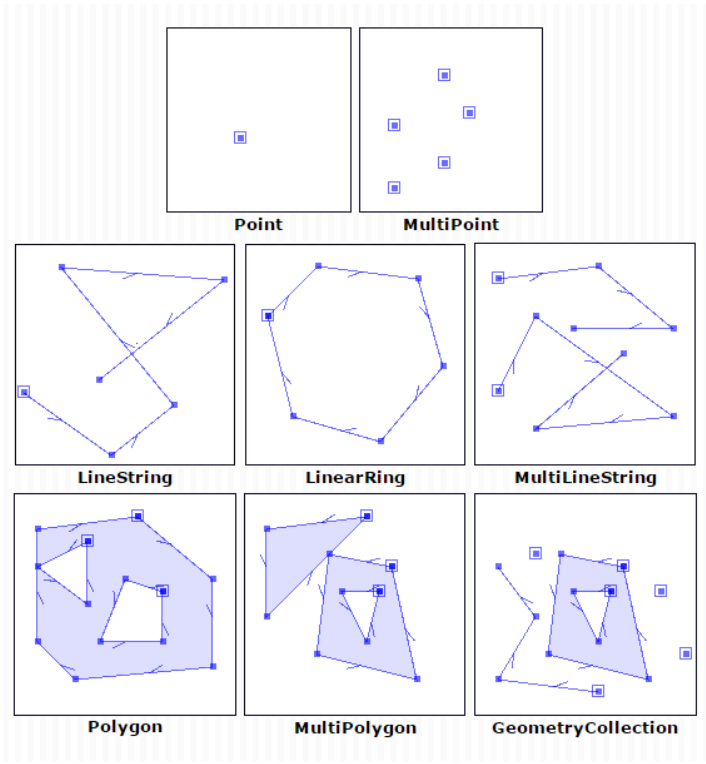 Point
MultiPoint
LineString
LinearRing
MultiLineString
Polygon
MultiPolygon
GeometryCollection